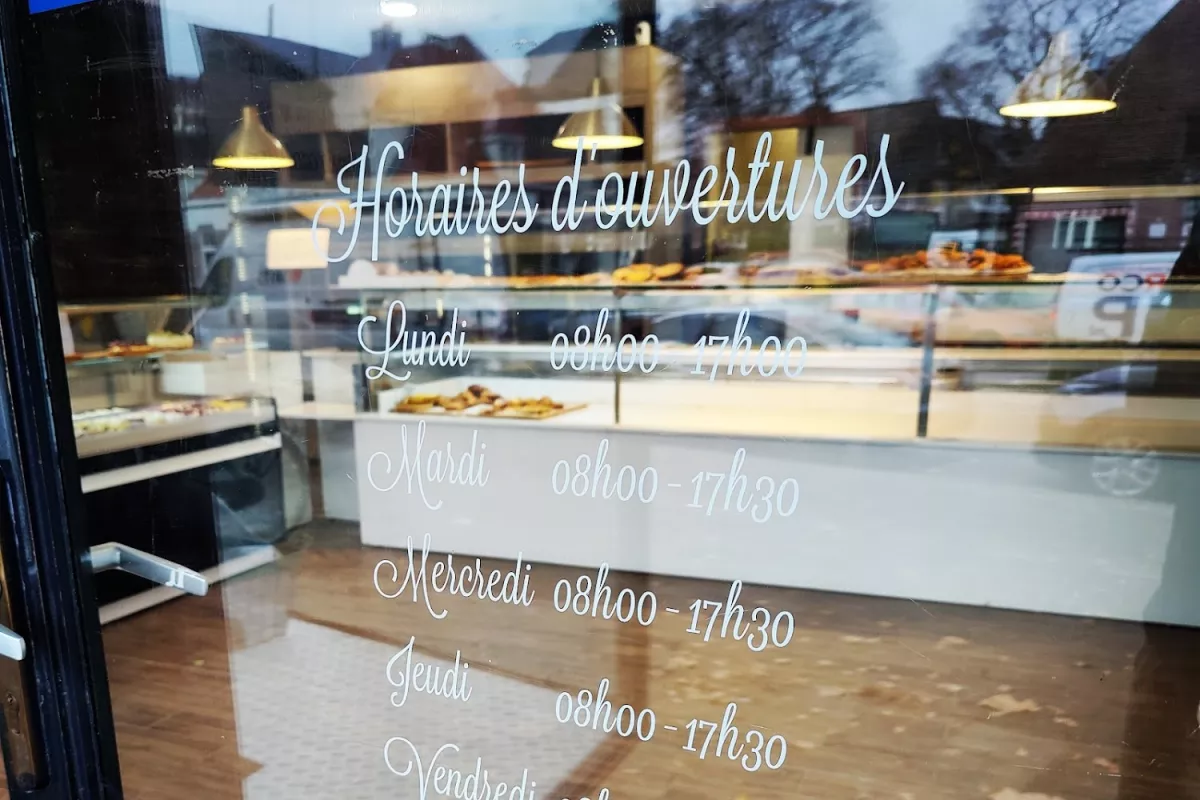 Horaires d'ouvertures
Lundi 08h00 - 17h00
Mardi 08h00 - 17h30
Mercredi 08h00 - 17h30
Jeudi 08h00 - 17h30
Vendredi